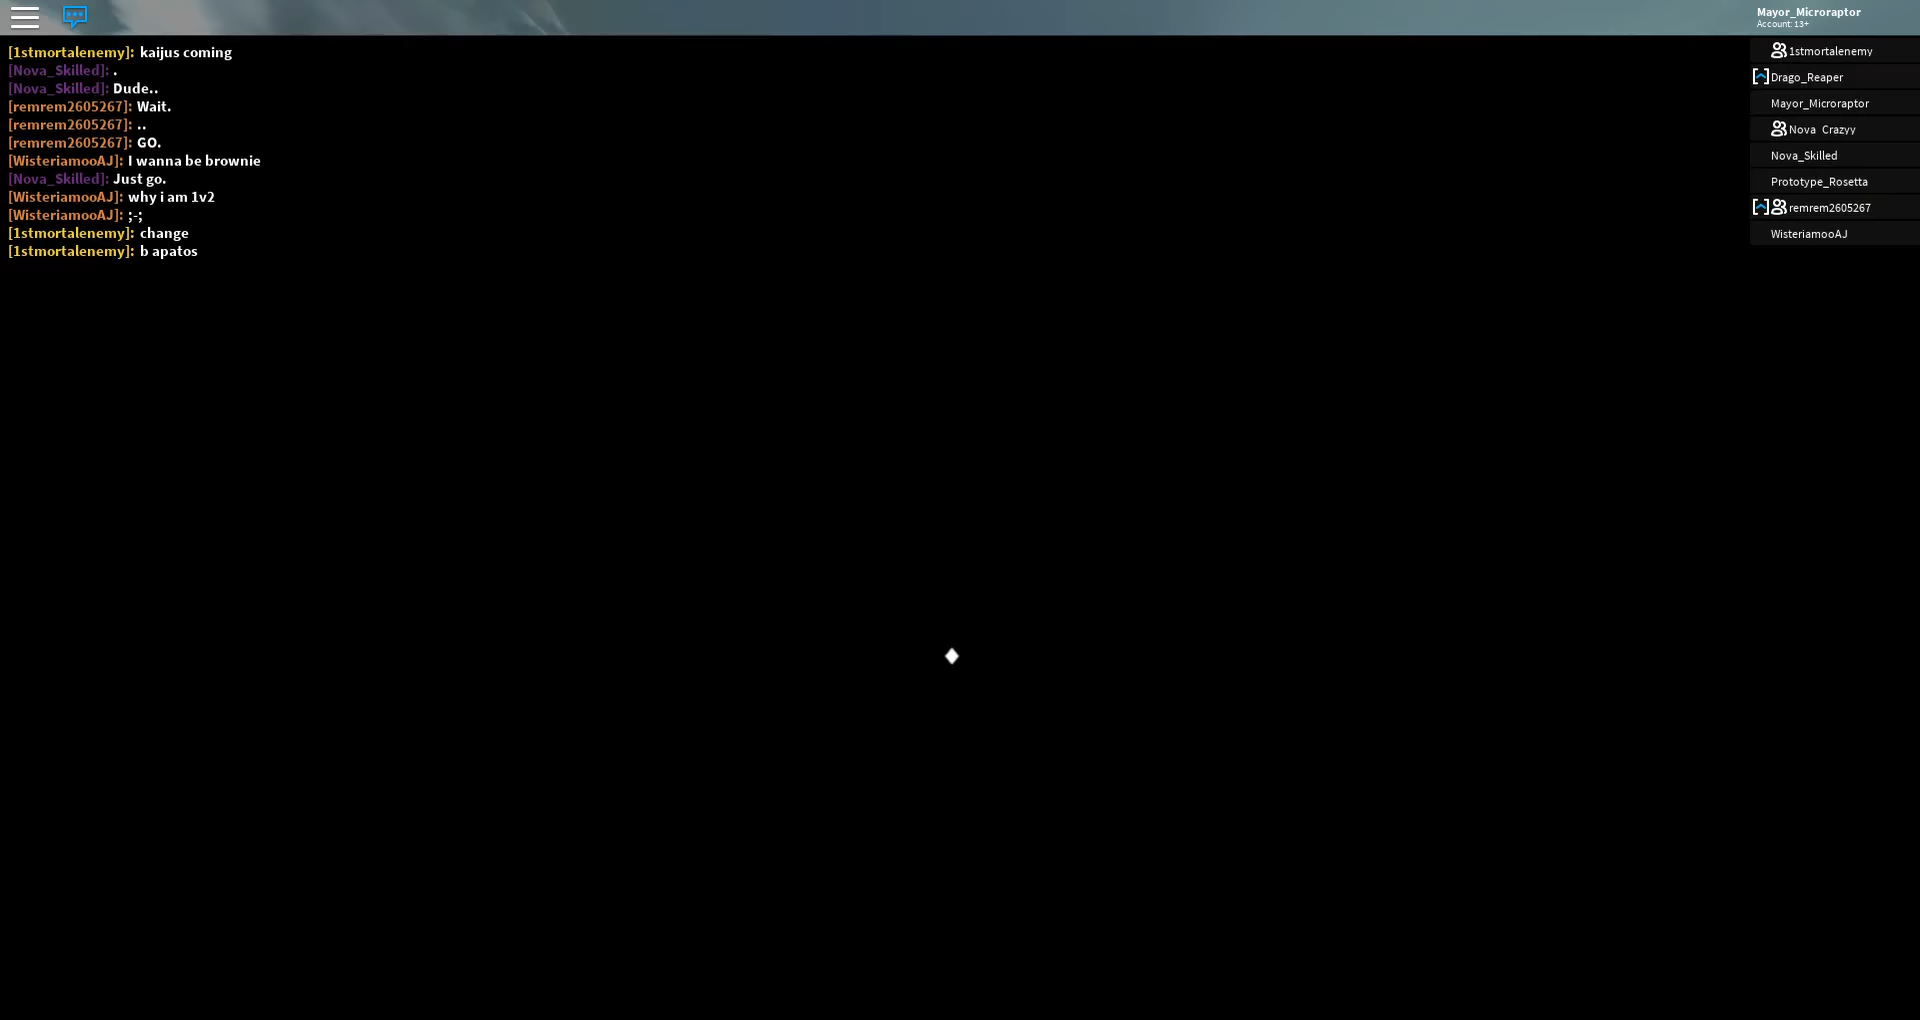 Mayor_Microraptor
Account: 13+
[1stmortalenemy]: kaijus coming
[Nova_Skilled]: .
[Nova_Skilled]: Dude..
[remrem2605267]: Wait.
[remrem2605267]: ..
[remrem2605267]: GO.
[WisteriamooAJ]: I wanna be brownie
[Nova_Skilled]: Just go.
[WisteriamooAJ]: why i am 1v2
[WisteriamooAJ]: ;-;
[1stmortalenemy]: change
[1stmortalenemy]: b apatos
1stmortalenemy
Drago_Reaper
Mayor_Microraptor
Nova_Crazyy
Nova_Skilled
Prototype_Rosetta
remrem2605267
WisteriamooAJ